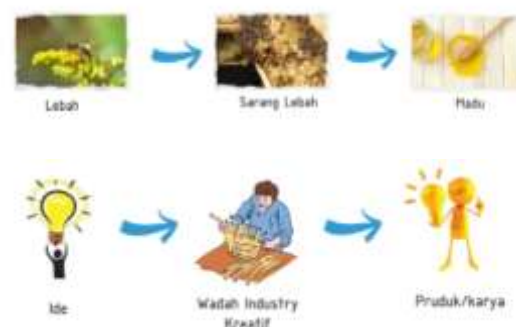 Lebah
Sarang Lebah
Madu
Ide
Wadah Industry
Kreatif
Pruduk/karya